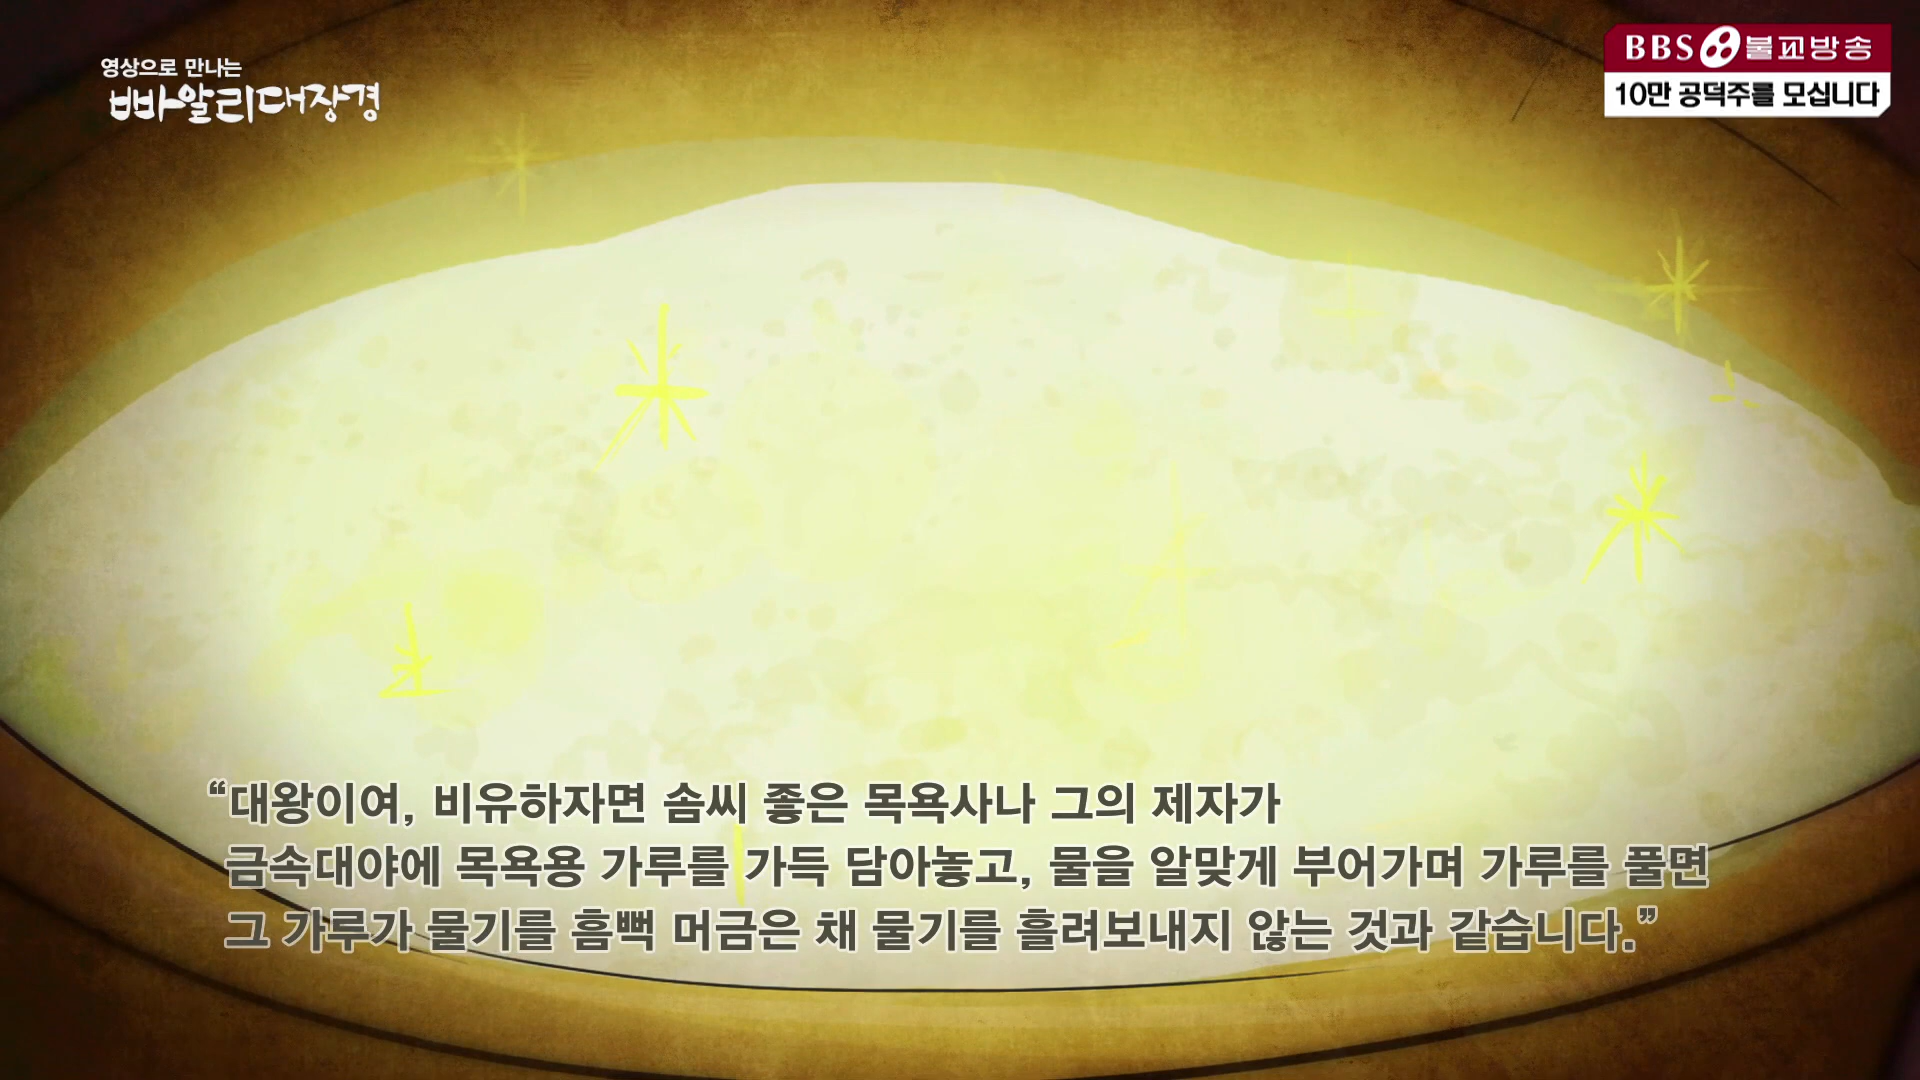 영상으로 만나는
빠알리대장경
BBS 불교방송
10만 공덕주를 모십니다
“대왕이여, 비유하자면 솜씨 좋은 목욕사나 그의 제자가
금속대야에 목욕용 가루를 가득 담아놓고, 물을 알맞게 부어가며 가루를 풀면
그 가루가 물기를 흠뻑 머금은 채 물기를 흘려보내지 않는 것과 같습니다.”